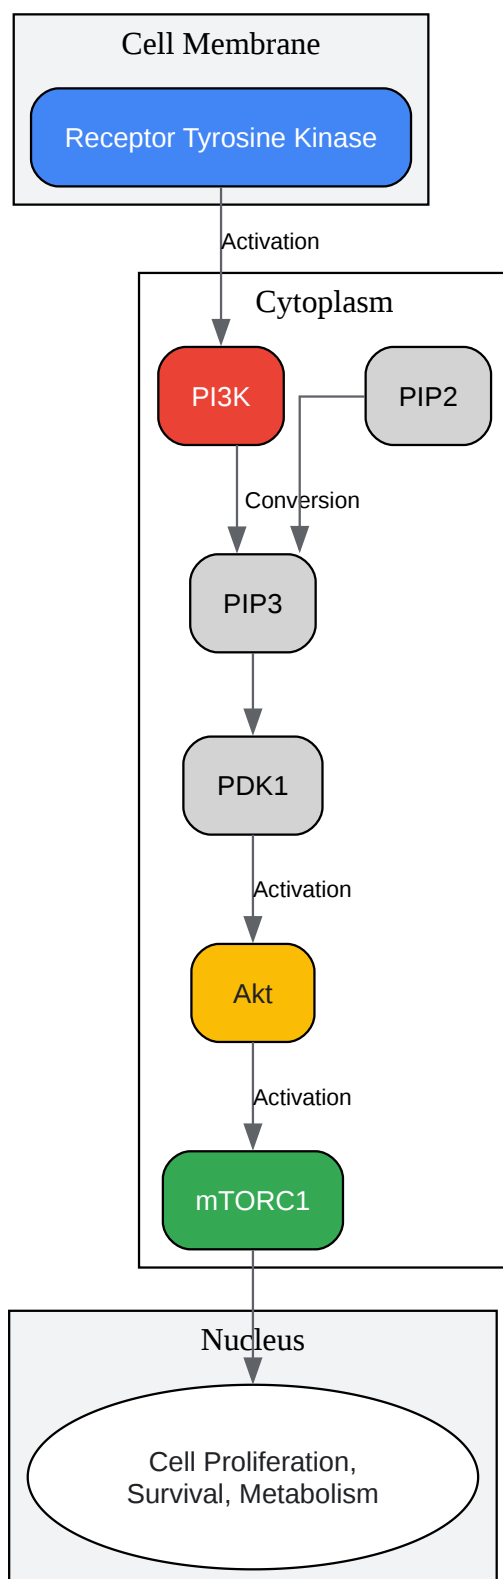 Cell Membrane
Receptor Tyrosine Kinase
Activation
Cytoplasm
PI3K
PIP2
Conversion
PIP3
PDK1
Activation
Akt
Activation
mTORC1
Nucleus
Cell Proliferation,
Survival, Metabolism